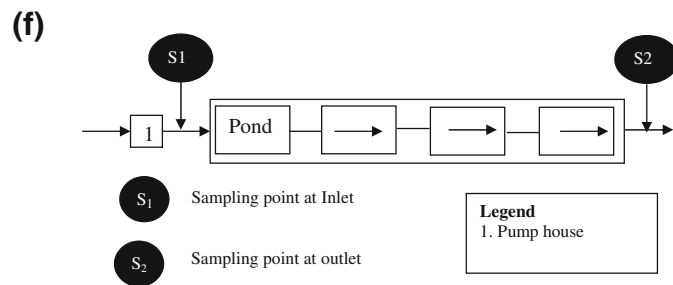 (f)
S1
S2
1
Pond
S1 Sampling point at Inlet
S2 Sampling point at outlet
Legend
1. Pump house